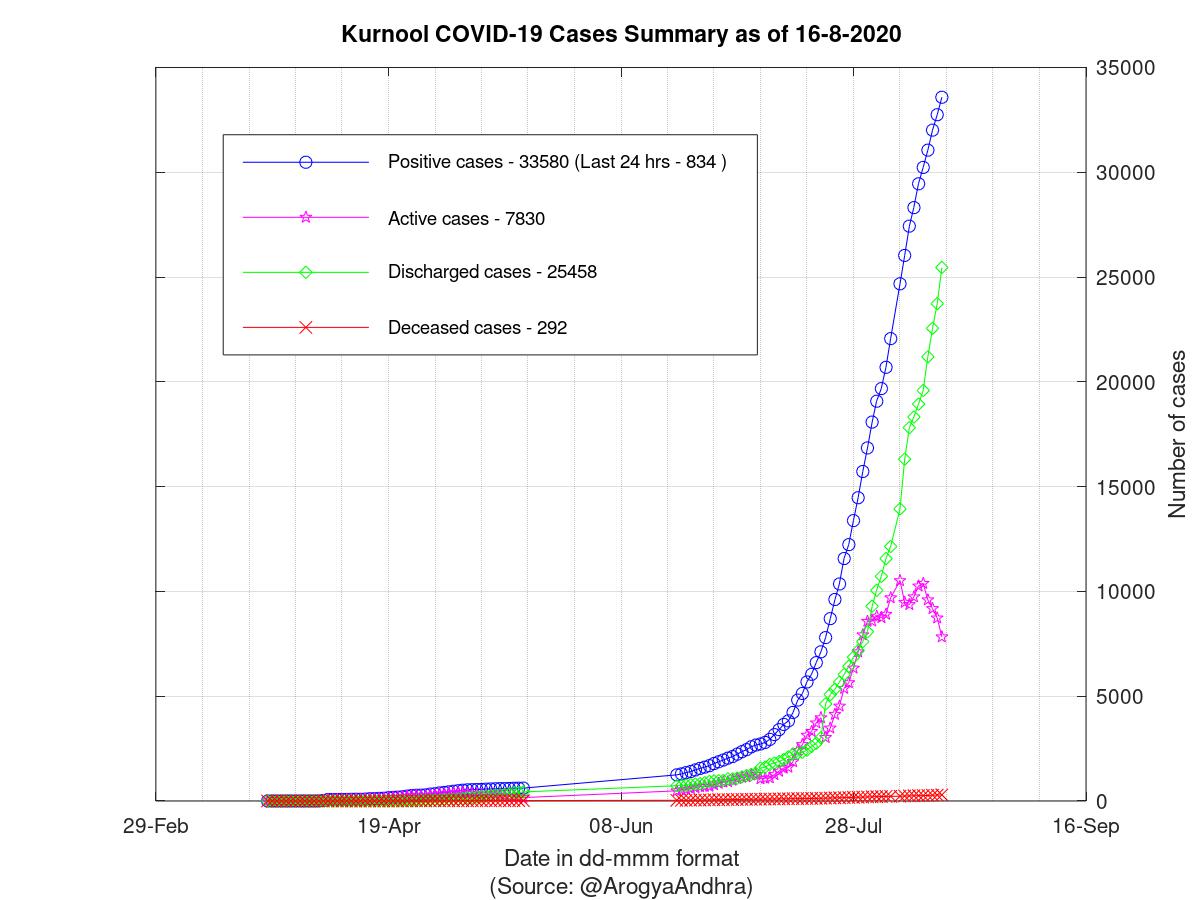 Kurnool COVID-19 Cases Summary as of 16-8-2020
35000
Positive cases - 33580 (Last 24 hrs - 834 )
30000
Active cases - 7830
Discharged cases - 25458
25000
Deceased cases - 292
20000
15000
10000
5000
0
Number of cases
29-Feb 19-Apr 08-Jun 28-Jul 16-Sep
Date in dd-mmm format
(Source: @ArogyaAndhra)